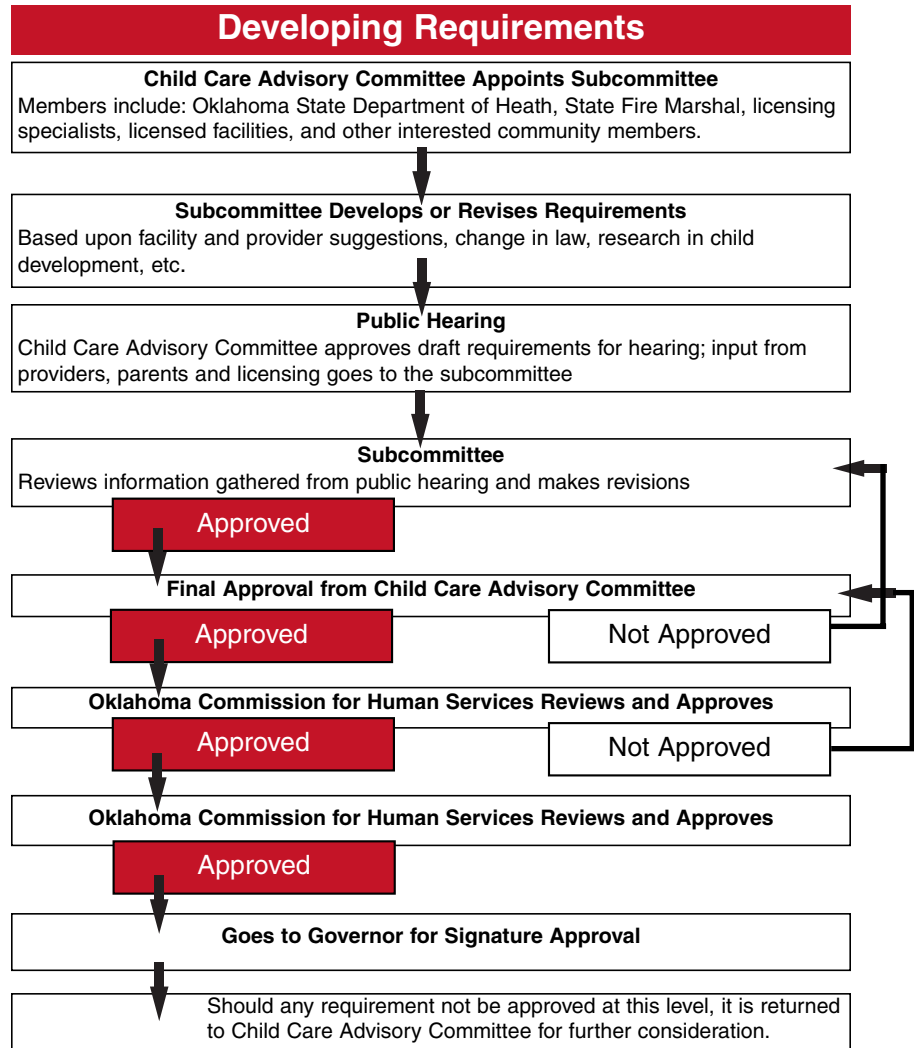 Developing Requirements
Child Care Advisory Committee Appoints Subcommittee
Members include: Oklahoma State Department of Heath, State Fire Marshal, licensing
specialists, licensed facilities, and other interested community members.
Subcommittee Develops or Revises Requirements
Based upon facility and provider suggestions, change in law, research in child
development, etc.
Public Hearing
Child Care Advisory Committee approves draft requirements for hearing; input from
providers, parents and licensing goes to the subcommittee
Subcommittee
Reviews information gathered from public hearing and makes revisions
Approved
Final Approval from Child Care Advisory Committee
Approved
Not Approved
Oklahoma Commission for Human Services Reviews and Approves
Approved
Not Approved
Oklahoma Commission for Human Services Reviews and Approves
Approved
Goes to Governor for Signature Approval
Should any requirement not be approved at this level, it is returned
to Child Care Advisory Committee for further consideration.